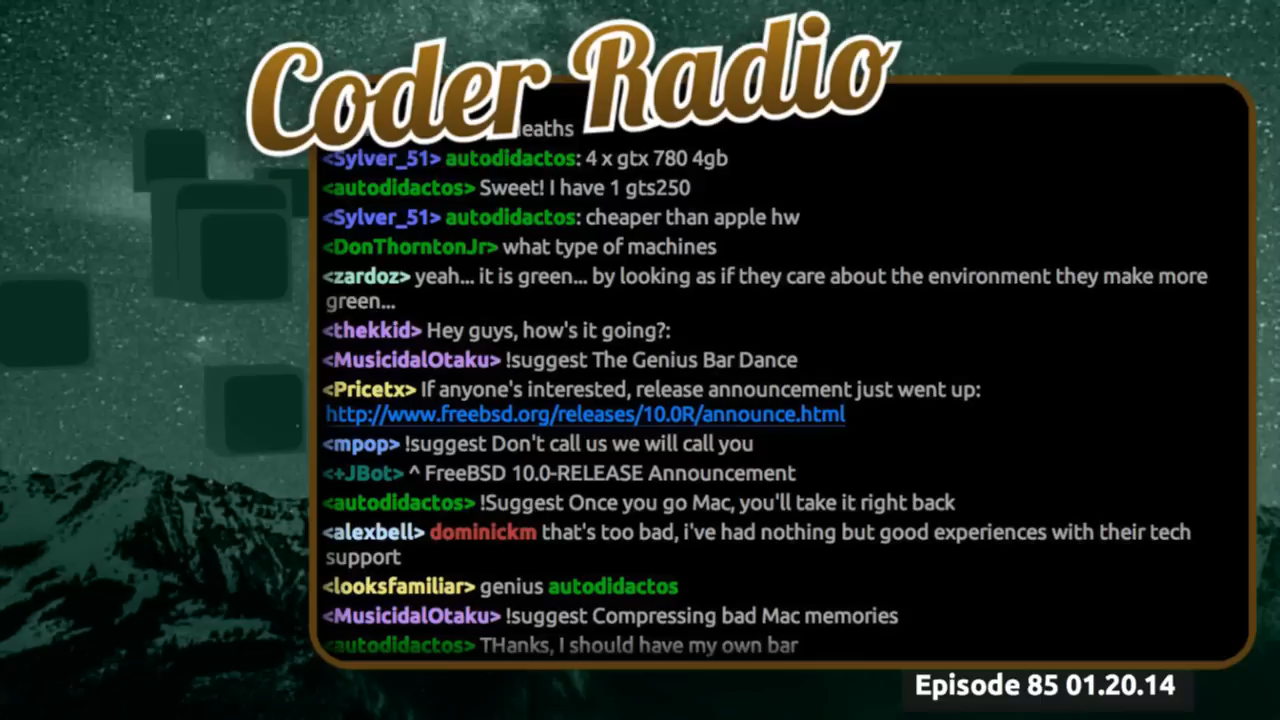 Coder Radio
eaths
<Sylver_51> autodidactos: 4 x gtx 780 4gb
<autodidactos> Sweet! I have 1 gts250
<Sylver_51> autodidactos: cheaper than apple hw
<DonThorntonJr> what type of machines
<zardoz> yeah... it is green... by looking as if they care about the environment they make more
green...
<thekkid> Hey guys, how's it going?:
<MusicidalOtaku> !suggest The Genius Bar Dance
<Pricetx> If anyone's interested, release announcement just went up:
http://www.freebsd.org/releases/10.0R/announce.html
<mpop> !suggest Don't call us we will call you
<+JBot> ^ FreeBSD 10.0-RELEASE Announcement
<autodidactos> !Suggest Once you go Mac, you'll take it right back
<alexbell> dominickm that's too bad, i've had nothing but good experiences with their tech
support
<looksfamiliar> genius autodidactos
<MusicidalOtaku> !suggest Compressing bad Mac memories
<autodidactos> THanks, I should have my own bar
Episode 85 01.20.14